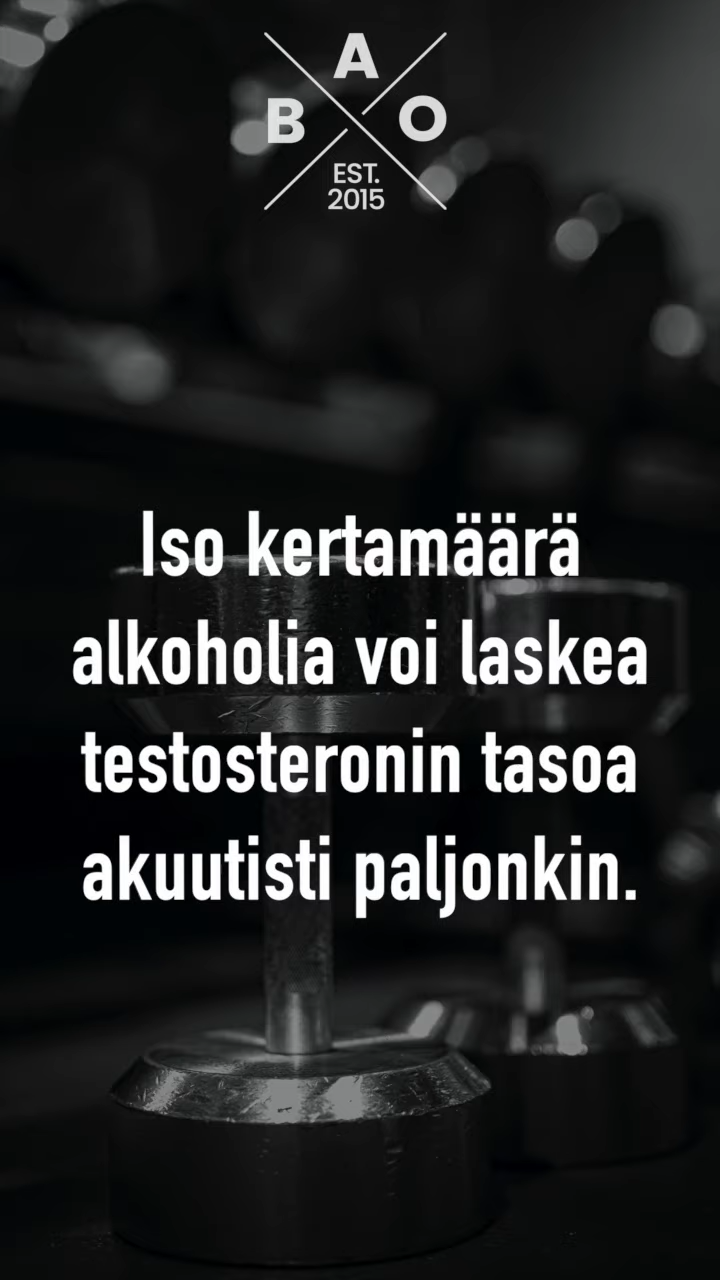 A
B O
EST.
2015
Iso kertamäärä
alkoholia voi laskea
testosteronin tasoa
akuutisti paljonkin.